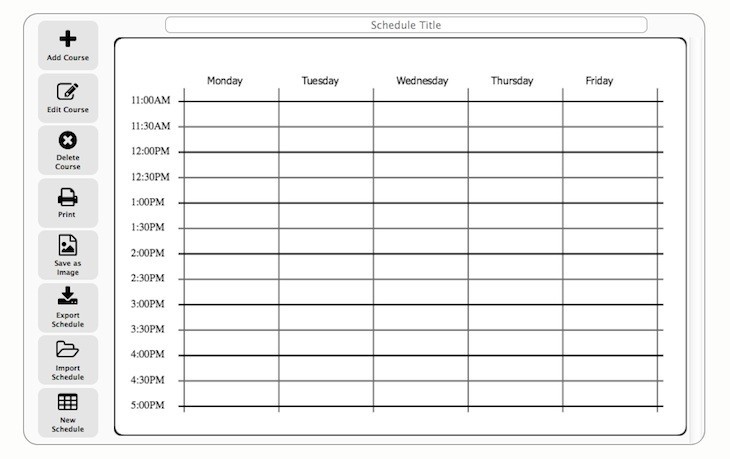 Schedule Title
Add Course
Edit Course
Delete
Course
Print
Save as
Image
Export
Schedule
Import
Schedule
New
Schedule
Monday Tuesday Wednesday Thursday Friday
11:00AM
11:30AM
12:00PM
12:30PM
1:00PM
1:30PM
2:00PM
2:30PM
3:00PM
3:30PM
4:00PM
4:30PM
5:00PM